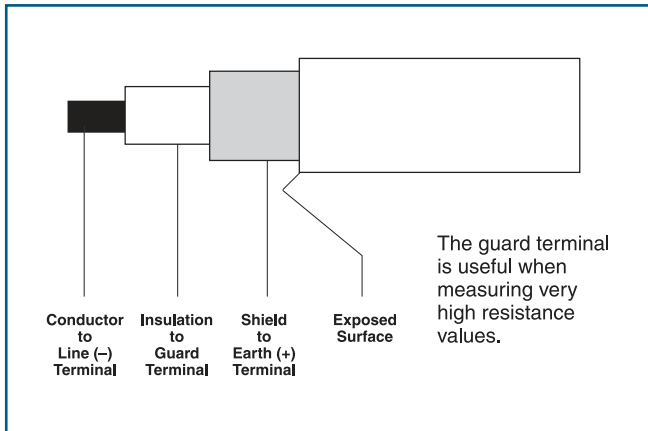 The guard terminal
is useful when
measuring very
high resistance
values.
Conductor
to
Line (–)
Terminal
Insulation
to
Guard
Terminal
Shield
to
Earth (+)
Terminal
Exposed
Surface